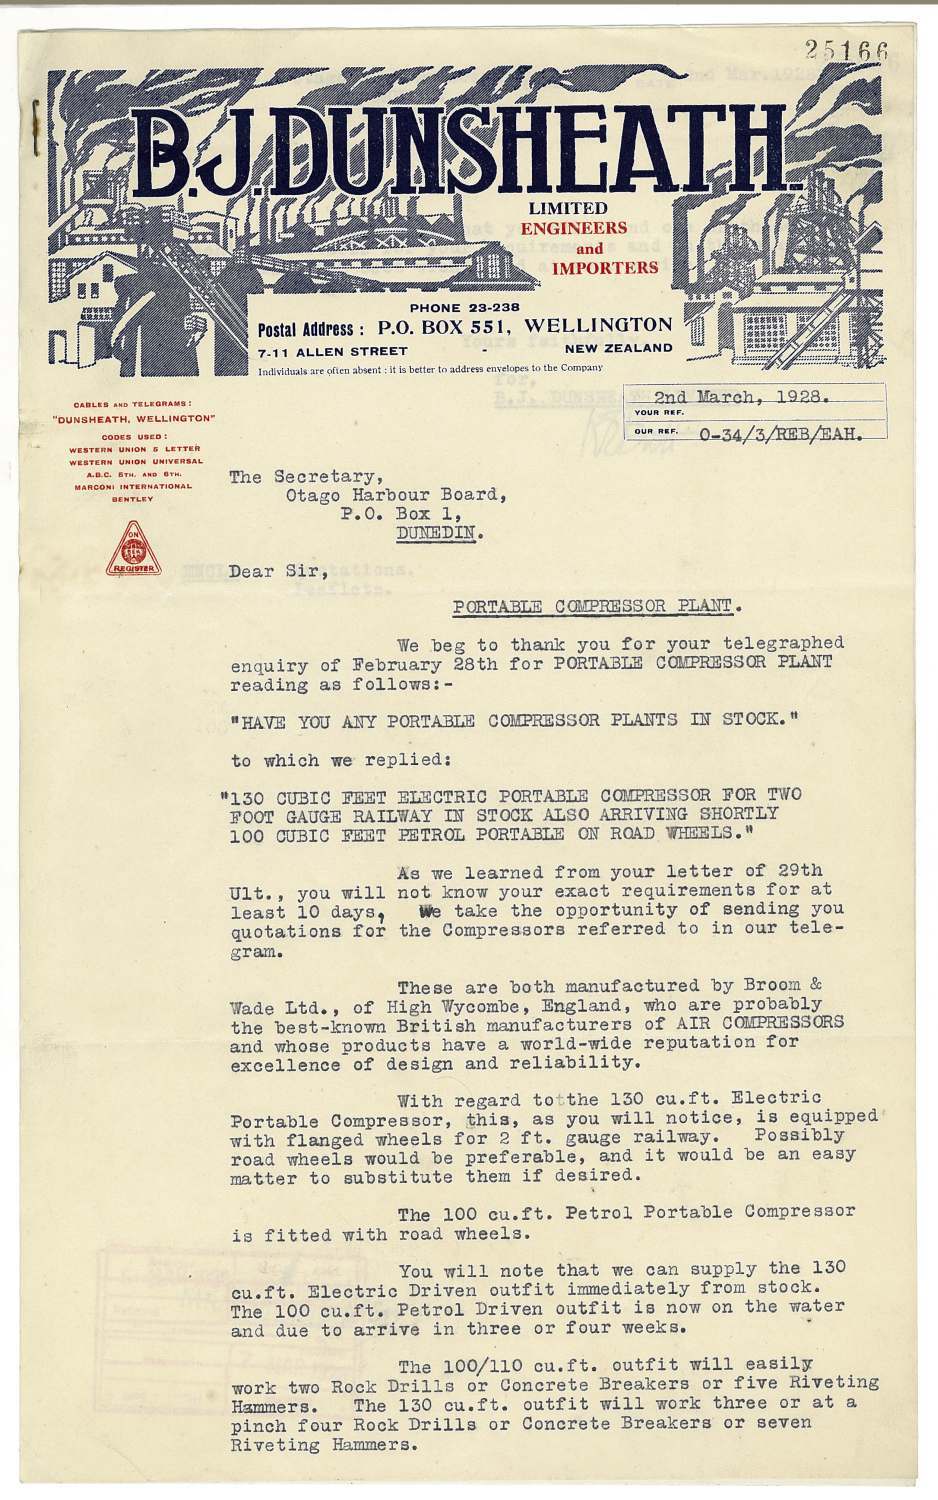 25166
B.J. DUNSHEATH.
LIMITED
ENGINEERS
and
IMPORTERS
PHONE 23-238
Postal Address : P.O. BOX 551, WELLINGTON
7-11 ALLEN STREET - NEW ZEALAND
Individuals are often absent : it is better to address envelopes to the Company
2nd March, 1928.
YOUR REF.
OUR REF. O-34/3/REB/EAH.
CABLES AND TELEGRAMS :
"DUNSHEATH, WELLINGTON"
CODES USED :
WESTERN UNION 5 LETTER
WESTERN UNION UNIVERSAL
A.B.C. 5TH. AND 6TH.
MARCONI INTERNATIONAL
BENTLEY
ON
REGISTER
The Secretary,
Otago Harbour Board,
P.O. Box 1,
DUNEDIN.
Dear Sir,
PORTABLE COMPRESSOR PLANT.
We beg to thank you for your telegraphed
enquiry of February 28th for PORTABLE COMPRESSOR PLANT
reading as follows:-
"HAVE YOU ANY PORTABLE COMPRESSOR PLANTS IN STOCK."
to which we replied:
"130 CUBIC FEET ELECTRIC PORTABLE COMPRESSOR FOR TWO
FOOT GAUGE RAILWAY IN STOCK ALSO ARRIVING SHORTLY
100 CUBIC FEET PETROL PORTABLE ON ROAD WHEELS."
As we learned from your letter of 29th
Ult., you will not know your exact requirements for at
least 10 days, We take the opportunity of sending you
quotations for the Compressors referred to in our tele-
gram.
These are both manufactured by Broom &
Wade Ltd., of High Wycombe, England, who are probably
the best-known British manufacturers of AIR COMPRESSORS
and whose products have a world-wide reputation for
excellence of design and reliability.
With regard to the 130 cu.ft. Electric
Portable Compressor, this, as you will notice, is equipped
with flanged wheels for 2 ft. gauge railway. Possibly
road wheels would be preferable, and it would be an easy
matter to substitute them if desired.
The 100 cu.ft. Petrol Portable Compressor
is fitted with road wheels.
You will note that we can supply the 130
cu.ft. Electric Driven outfit immediately from stock.
The 100 cu.ft. Petrol Driven outfit is now on the water
and due to arrive in three or four weeks.
The 100/110 cu.ft. outfit will easily
work two Rock Drills or Concrete Breakers or five Riveting
Hammers. The 130 cu.ft. outfit will work three or at a
pinch four Rock Drills or Concrete Breakers or seven
Riveting Hammers.